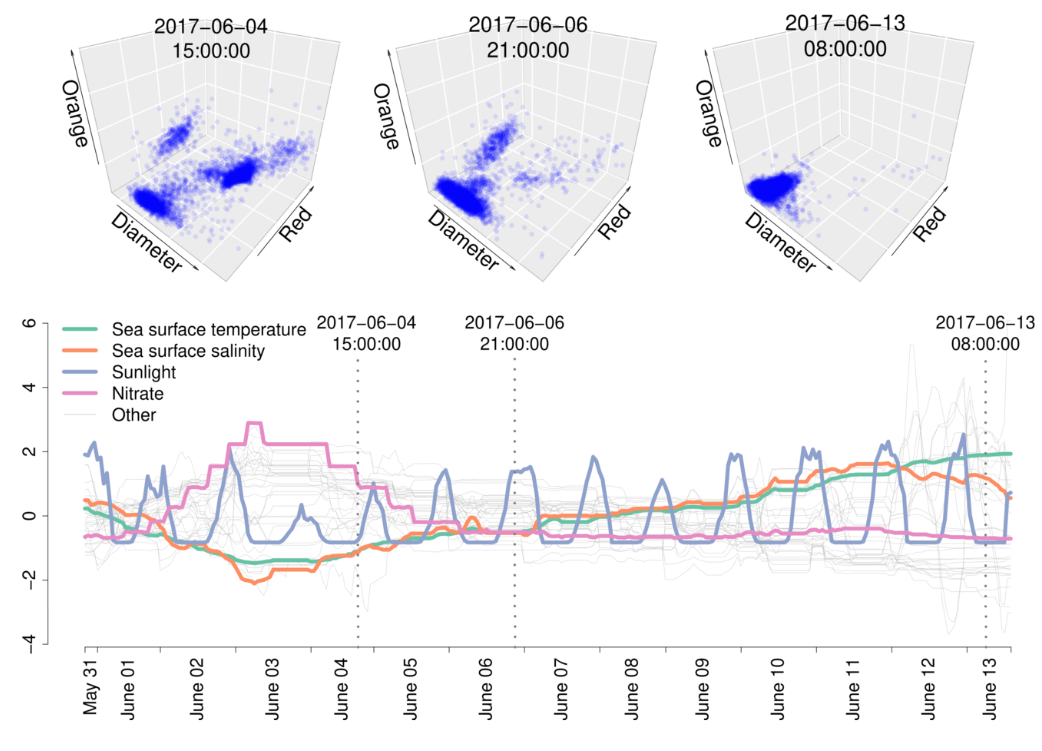 2017−06−04
15:00:00
2017−06−06
21:00:00
2017−06−13
08:00:00
Orange
Diameter
Red
Orange
Diameter
Red
Orange
Diameter
Red
Sea surface temperature
Sea surface salinity
Sunlight
Nitrate
Other
2017−06−04
15:00:00
2017−06−06
21:00:00
2017−06−13
08:00:00
6
4
2
0
−2
−4
May 31
June 01
June 02
June 03
June 04
June 05
June 06
June 07
June 08
June 09
June 10
June 11
June 12
June 13